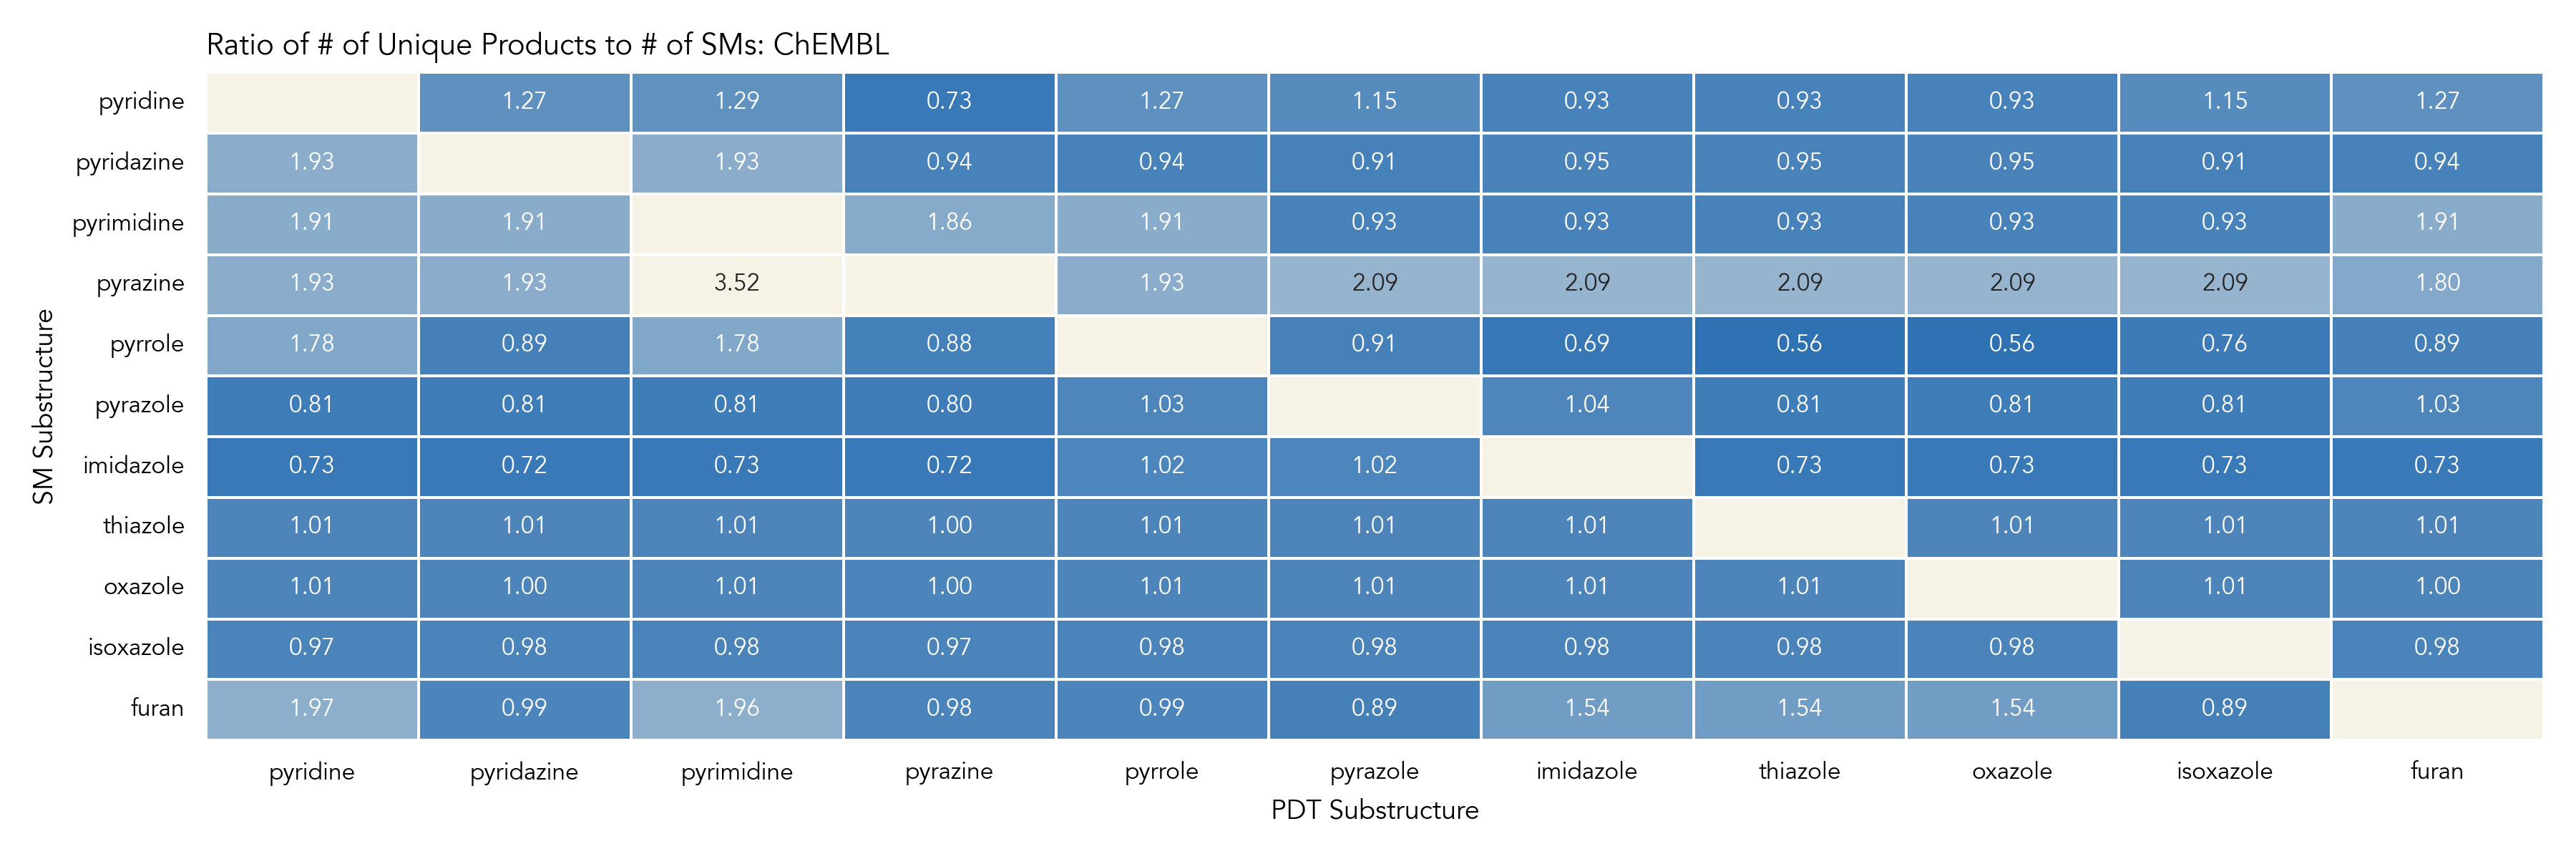 Ratio of # of Unique Products to # of SMs: ChEMBL
SM Substructure
pyridine 1.27 1.29 0.73 1.27 1.15 0.93 0.93 0.93 1.15 1.27
pyridazine 1.93 1.93 0.94 0.94 0.91 0.95 0.95 0.95 0.91 0.94
pyrimidine 1.91 1.91 1.86 1.91 0.93 0.93 0.93 0.93 0.93 1.91
pyrazine 1.93 1.93 3.52 1.93 2.09 2.09 2.09 2.09 2.09 1.80
pyrrole 1.78 0.89 1.78 0.88 0.91 0.69 0.56 0.56 0.76 0.89
pyrazole 0.81 0.81 0.81 0.80 1.03 1.04 0.81 0.81 0.81 1.03
imidazole 0.73 0.72 0.73 0.72 1.02 1.02 0.73 0.73 0.73 0.73
thiazole 1.01 1.01 1.01 1.00 1.01 1.01 1.01 1.01 1.01 1.01
oxazole 1.01 1.00 1.01 1.00 1.01 1.01 1.01 1.01 1.01 1.00
isoxazole 0.97 0.98 0.98 0.97 0.98 0.98 0.98 0.98 0.98 0.98
furan 1.97 0.99 1.96 0.98 0.99 0.89 1.54 1.54 1.54 0.89
pyridine pyridazine pyrimidine pyrazine pyrrole pyrazole imidazole thiazole oxazole isoxazole furan
PDT Substructure